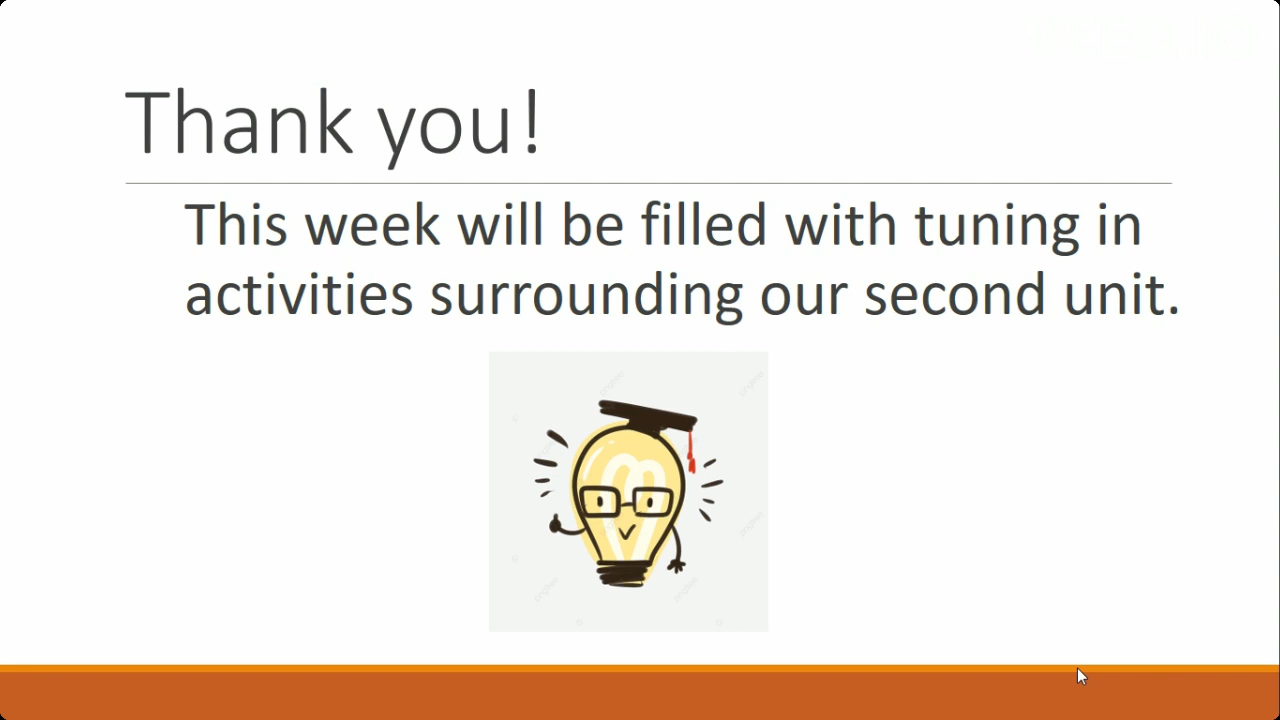 Thank you!
This week will be filled with tuning in
activities surrounding our second unit.